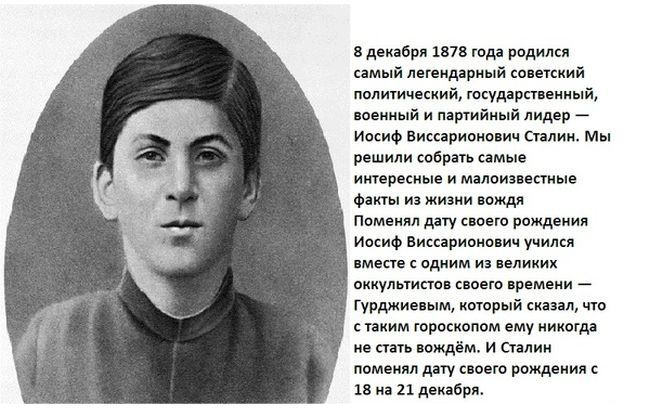 8 декабря 1878 года родился
самый легендарный советский
политический, государственный,
военный и партийный лидер —
Иосиф Виссарионович Сталин. Мы
решили собрать самые
интересные и малоизвестные
факты из жизни вождя
Поменял дату своего рождения
Иосиф Виссарионович учился
вместе с одним из великих
оккультистов своего времени —
Гурджиевым, который сказал, что
с таким гороскопом ему никогда
не стать вождём. И Сталин
поменял дату своего рождения с
18 на 21 декабря.